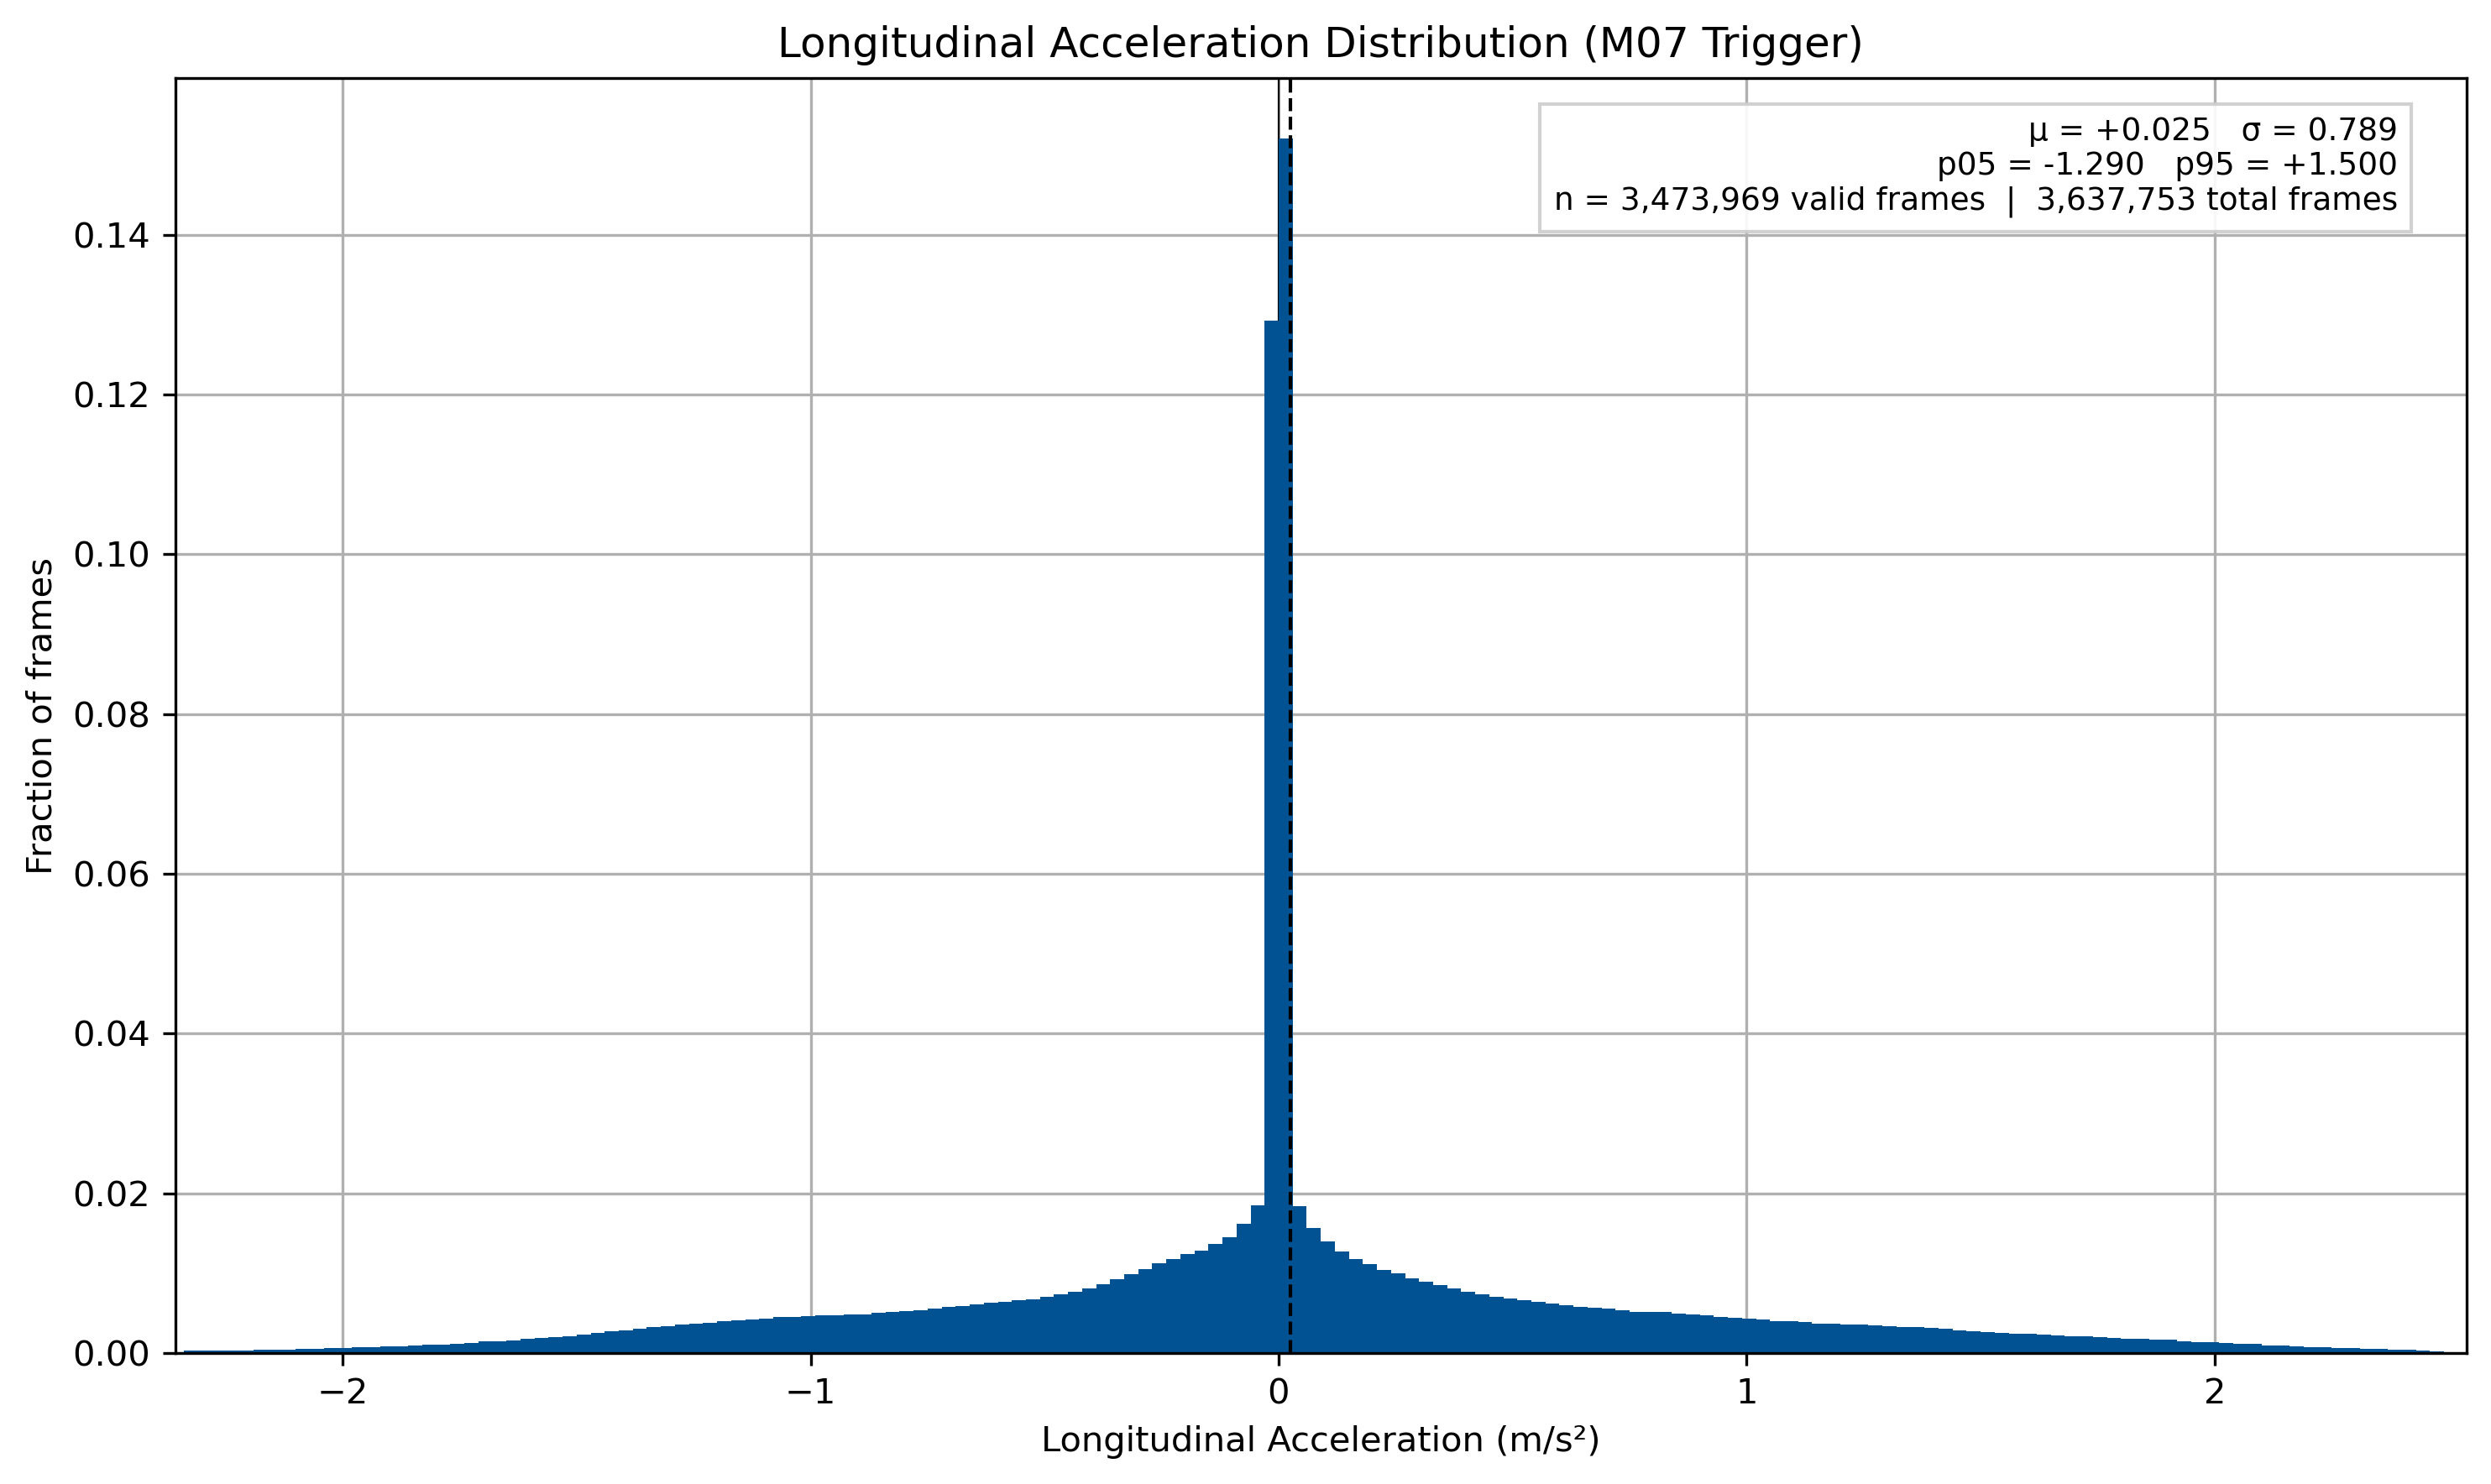 Longitudinal Acceleration Distribution (M07 Trigger)
μ = +0.025   σ = 0.789
p05 = -1.290   p95 = +1.500
n = 3,473,969 valid frames  |  3,637,753 total frames
0.14
0.12
0.10
0.08
0.06
0.04
0.02
0.00
Fraction of frames
−2
−1
0
1
2
Longitudinal Acceleration (m/s²)